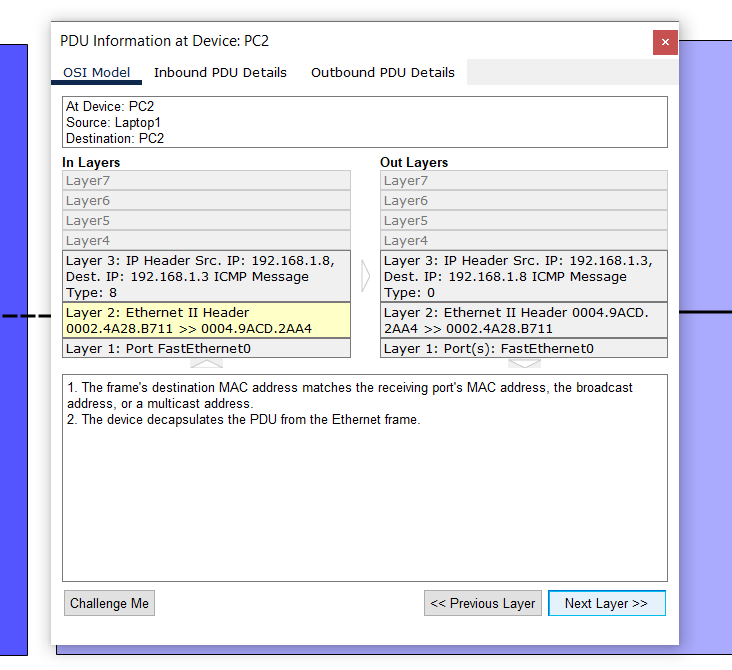 PDU Information at Device: PC2
×
OSI Model Inbound PDU Details Outbound PDU Details
At Device: PC2
Source: Laptop1
Destination: PC2
In Layers
Layer7
Layer6
Layer5
Layer4
Layer 3: IP Header Src. IP: 192.168.1.8,
Dest. IP: 192.168.1.3 ICMP Message
Type: 8
Layer 2: Ethernet II Header
0002.4A28.B711 >> 0004.9ACD.2AA4
Layer 1: Port FastEthernet0
Out Layers
Layer7
Layer6
Layer5
Layer4
Layer 3: IP Header Src. IP: 192.168.1.3,
Dest. IP: 192.168.1.8 ICMP Message
Type: 0
Layer 2: Ethernet II Header 0004.9ACD.
2AA4 >> 0002.4A28.B711
Layer 1: Port(s): FastEthernet0
1. The frame's destination MAC address matches the receiving port's MAC address, the broadcast
address, or a multicast address.
2. The device decapsulates the PDU from the Ethernet frame.
Challenge Me
<< Previous Layer
Next Layer >>